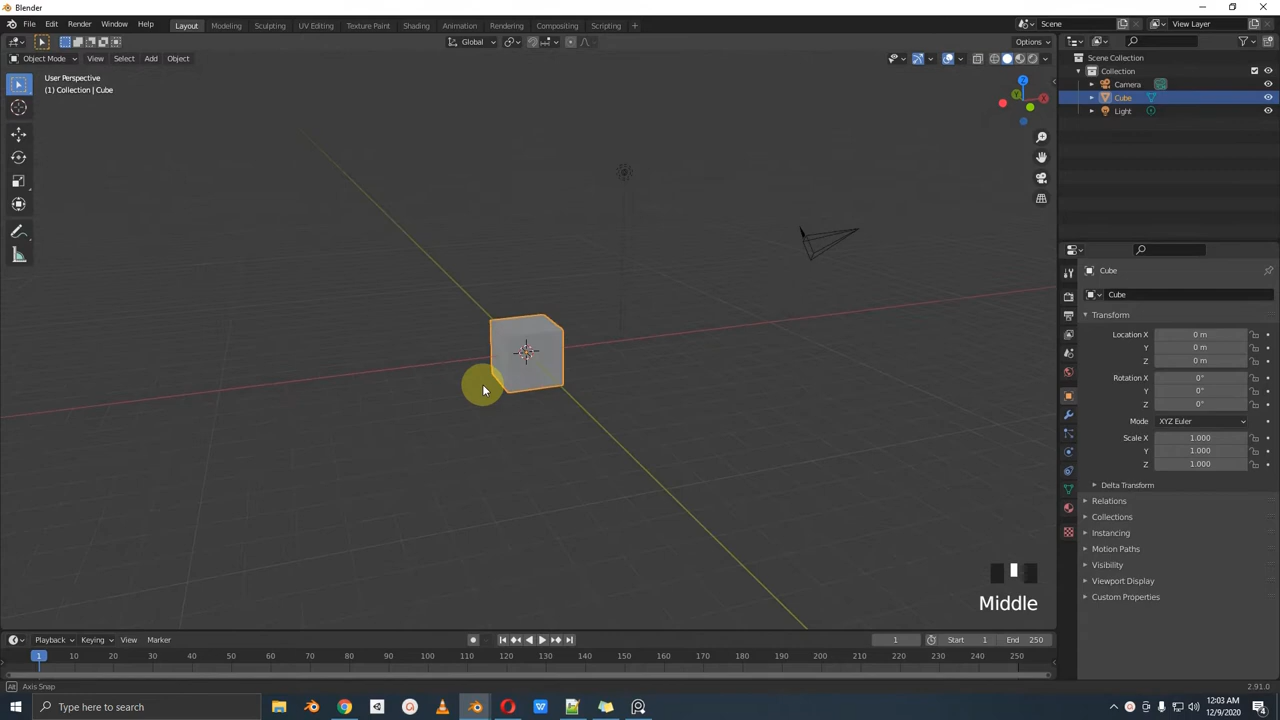 Blender
File Edit Render Window Help Layout Modeling Sculpting UV Editing Texture Paint Shading Animation Rendering Compositing Scripting + Scene View Layer
Global Options
Object Mode View Select Add Object
User Perspective
(1) Collection | Cube
Scene Collection
Collection
Camera
Cube
Light
X
Y
Z
Cube
Cube
Transform
Location X 0 m
Y 0 m
Z 0 m
Rotation X 0°
Y 0°
Z 0°
Mode XYZ Euler
Scale X 1.000
Y 1.000
Z 1.000
Delta Transform
Relations
Collections
Instancing
Motion Paths
Visibility
Viewport Display
Custom Properties
Middle
Playback Keying View Marker 1 Start 1 End 250
1 10 20 30 40 50 60 70 80 90 100 110 120 130 140 150 160 170 180 190 200 210 220 230 240 250
Alt Axis Snap 2.91.0
Type here to search
12:03 AM
12/9/2020
4